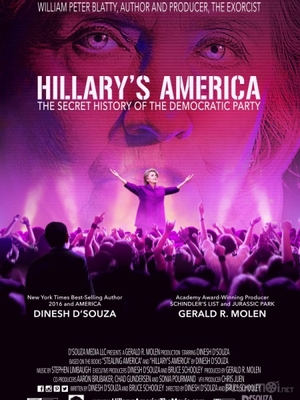 WILLIAM PETER BLATTY, AUTHOR AND PRODUCER, THE EXORCIST
HILLARY'S AMERICA
THE SECRET HISTORY OF THE DEMOCRATIC PARTY
New York Times Best-Selling Author
2016 and AMERICA
DINESH D'SOUZA
Academy Award-Winning Producer
SCHINDLER'S LIST and JURASSIC PARK
GERALD R. MOLEN
D'SOUZA MEDIA LLC PRESENTS A GERALD R. MOLEN PRODUCTION STARRING DINESH D'SOUZA
BASED ON THE BOOKS "STEALING AMERICA" AND "HILLARY'S AMERICA" BY DINESH D'SOUZA
MUSIC BY STEPHEN LIMBAUGH EXECUTIVE PRODUCERS DINESH D'SOUZA AND BRUCE SCHOOLEY PRODUCED BY GERALD R. MOLEN
CO-PRODUCERS AARON BRUBAKER, CHAD GUNDERSEN AND SONIA POURMAND VFX PRODUCER CHRIS JUEN
WRITTEN BY DINESH D'SOUZA AND BRUCE SCHOOLEY DIRECTED BY DINESH D'SOUZA AND BRUCE SCHOOLEY
D'SOUZA